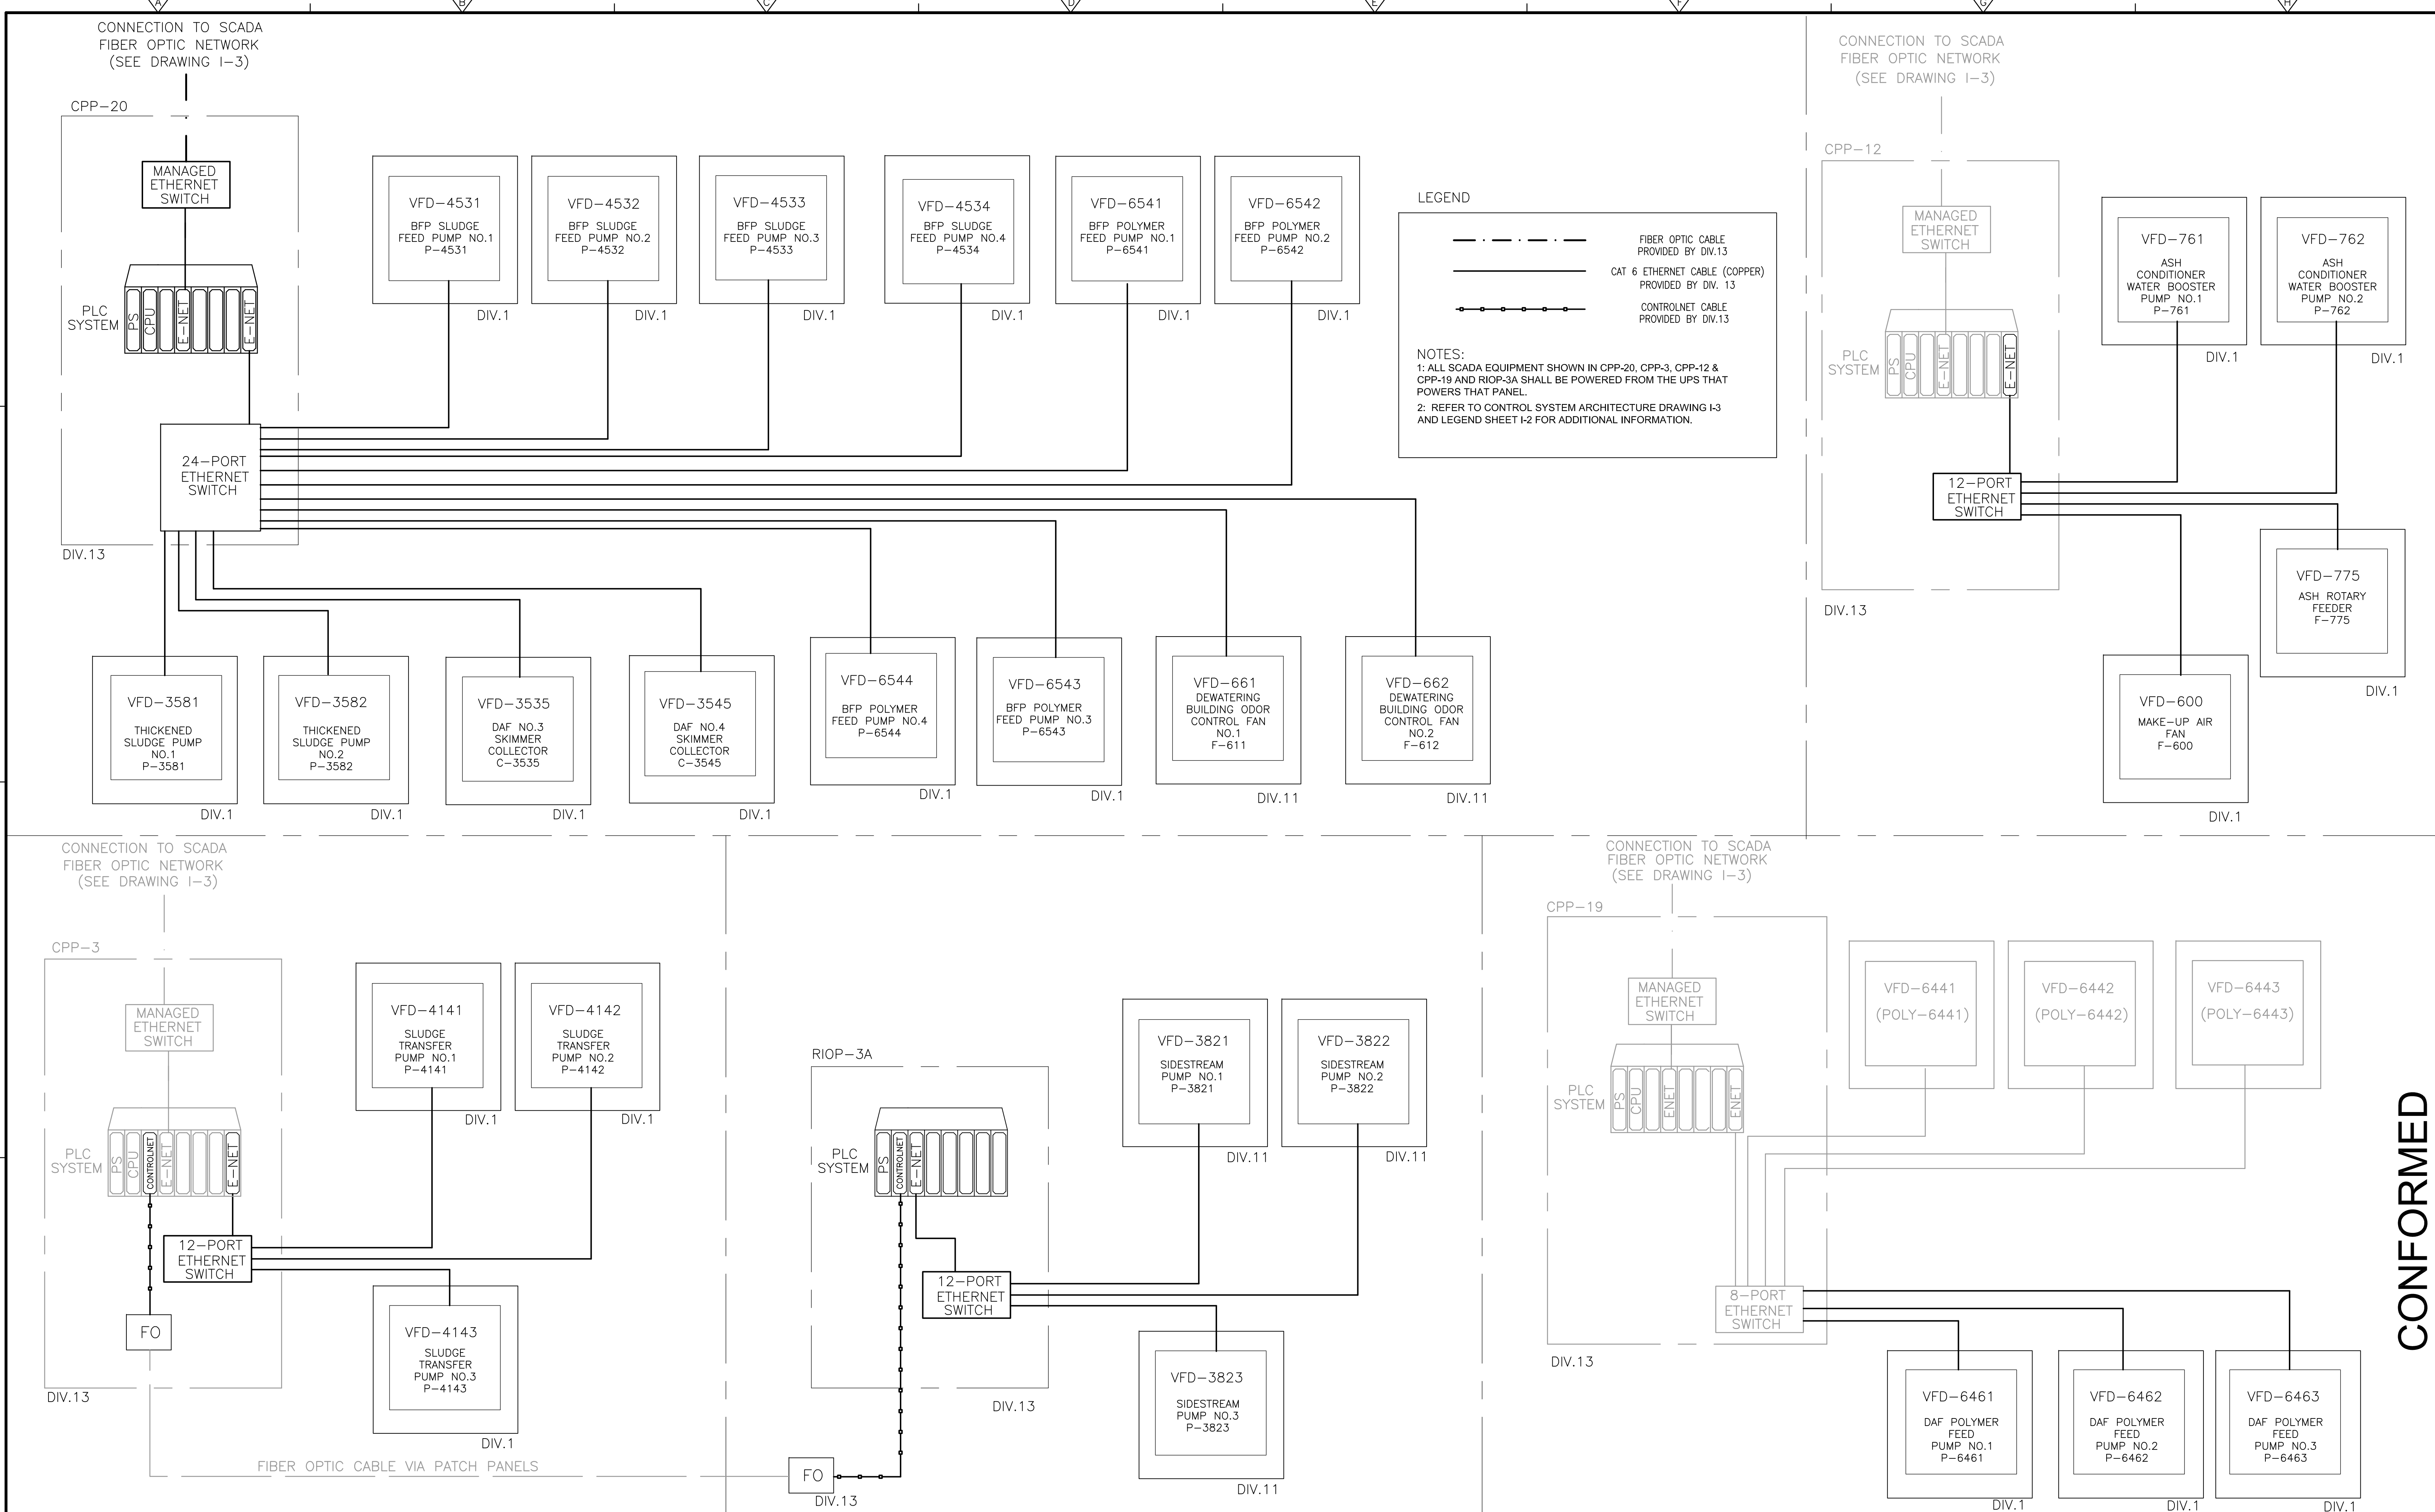 A
B
C
D
E
F
G
H
CONNECTION TO SCADA
FIBER OPTIC NETWORK
(SEE DRAWING I-3)
CPP-20
MANAGED
ETHERNET
SWITCH
PLC
SYSTEM
PS
CPU
E-NET
E-NET
24-PORT
ETHERNET
SWITCH
DIV.13
VFD-4531
BFP SLUDGE
FEED PUMP NO.1
P-4531
DIV.1
VFD-4532
BFP SLUDGE
FEED PUMP NO.2
P-4532
DIV.1
VFD-4533
BFP SLUDGE
FEED PUMP NO.3
P-4533
DIV.1
VFD-4534
BFP SLUDGE
FEED PUMP NO.4
P-4534
DIV.1
VFD-6541
BFP POLYMER
FEED PUMP NO.1
P-6541
DIV.1
VFD-6542
BFP POLYMER
FEED PUMP NO.2
P-6542
DIV.1
VFD-3581
THICKENED
SLUDGE PUMP
NO.1
P-3581
DIV.1
VFD-3582
THICKENED
SLUDGE PUMP
NO.2
P-3582
DIV.1
VFD-3535
DAF NO.3
SKIMMER
COLLECTOR
C-3535
DIV.1
VFD-3545
DAF NO.4
SKIMMER
COLLECTOR
C-3545
DIV.1
VFD-6544
BFP POLYMER
FEED PUMP NO.4
P-6544
DIV.1
VFD-6543
BFP POLYMER
FEED PUMP NO.3
P-6543
DIV.1
VFD-661
DEWATERING
BUILDING ODOR
CONTROL FAN
NO.1
F-611
DIV.11
VFD-662
DEWATERING
BUILDING ODOR
CONTROL FAN
NO.2
F-612
DIV.11
LEGEND
FIBER OPTIC CABLE
PROVIDED BY DIV.13
CAT 6 ETHERNET CABLE (COPPER)
PROVIDED BY DIV. 13
CONTROLNET CABLE
PROVIDED BY DIV.13
NOTES:
1: ALL SCADA EQUIPMENT SHOWN IN CPP-20, CPP-3, CPP-12 &
CPP-19 AND RIOP-3A SHALL BE POWERED FROM THE UPS THAT
POWERS THAT PANEL.
2: REFER TO CONTROL SYSTEM ARCHITECTURE DRAWING I-3
AND LEGEND SHEET I-2 FOR ADDITIONAL INFORMATION.
CONNECTION TO SCADA
FIBER OPTIC NETWORK
(SEE DRAWING I-3)
CPP-12
MANAGED
ETHERNET
SWITCH
PLC
SYSTEM
PS
CPU
E-NET
E-NET
12-PORT
ETHERNET
SWITCH
DIV.13
VFD-761
ASH
CONDITIONER
WATER BOOSTER
PUMP NO.1
P-761
DIV.1
VFD-762
ASH
CONDITIONER
WATER BOOSTER
PUMP NO.2
P-762
DIV.1
VFD-775
ASH ROTARY
FEEDER
F-775
DIV.1
VFD-600
MAKE-UP AIR
FAN
F-600
DIV.1
CONNECTION TO SCADA
FIBER OPTIC NETWORK
(SEE DRAWING I-3)
CPP-3
MANAGED
ETHERNET
SWITCH
PLC
SYSTEM
PS
CPU
CONTROLNET
E-NET
E-NET
12-PORT
ETHERNET
SWITCH
FO
DIV.13
VFD-4141
SLUDGE
TRANSFER
PUMP NO.1
P-4141
DIV.1
VFD-4142
SLUDGE
TRANSFER
PUMP NO.2
P-4142
DIV.1
VFD-4143
SLUDGE
TRANSFER
PUMP NO.3
P-4143
DIV.1
FIBER OPTIC CABLE VIA PATCH PANELS
RIOP-3A
PLC
SYSTEM
PS
CONTROLNET
E-NET
12-PORT
ETHERNET
SWITCH
DIV.13
FO
DIV.13
VFD-3821
SIDESTREAM
PUMP NO.1
P-3821
DIV.11
VFD-3822
SIDESTREAM
PUMP NO.2
P-3822
DIV.11
VFD-3823
SIDESTREAM
PUMP NO.3
P-3823
DIV.11
CONNECTION TO SCADA
FIBER OPTIC NETWORK
(SEE DRAWING I-3)
CPP-19
MANAGED
ETHERNET
SWITCH
PLC
SYSTEM
PS
CPU
ENET
ENET
8-PORT
ETHERNET
SWITCH
DIV.13
VFD-6441
(POLY-6441)
VFD-6442
(POLY-6442)
VFD-6443
(POLY-6443)
VFD-6461
DAF POLYMER
FEED
PUMP NO.1
P-6461
DIV.1
VFD-6462
DAF POLYMER
FEED
PUMP NO.2
P-6462
DIV.1
VFD-6463
DAF POLYMER
FEED
PUMP NO.3
P-6463
DIV.1
CONFORMED